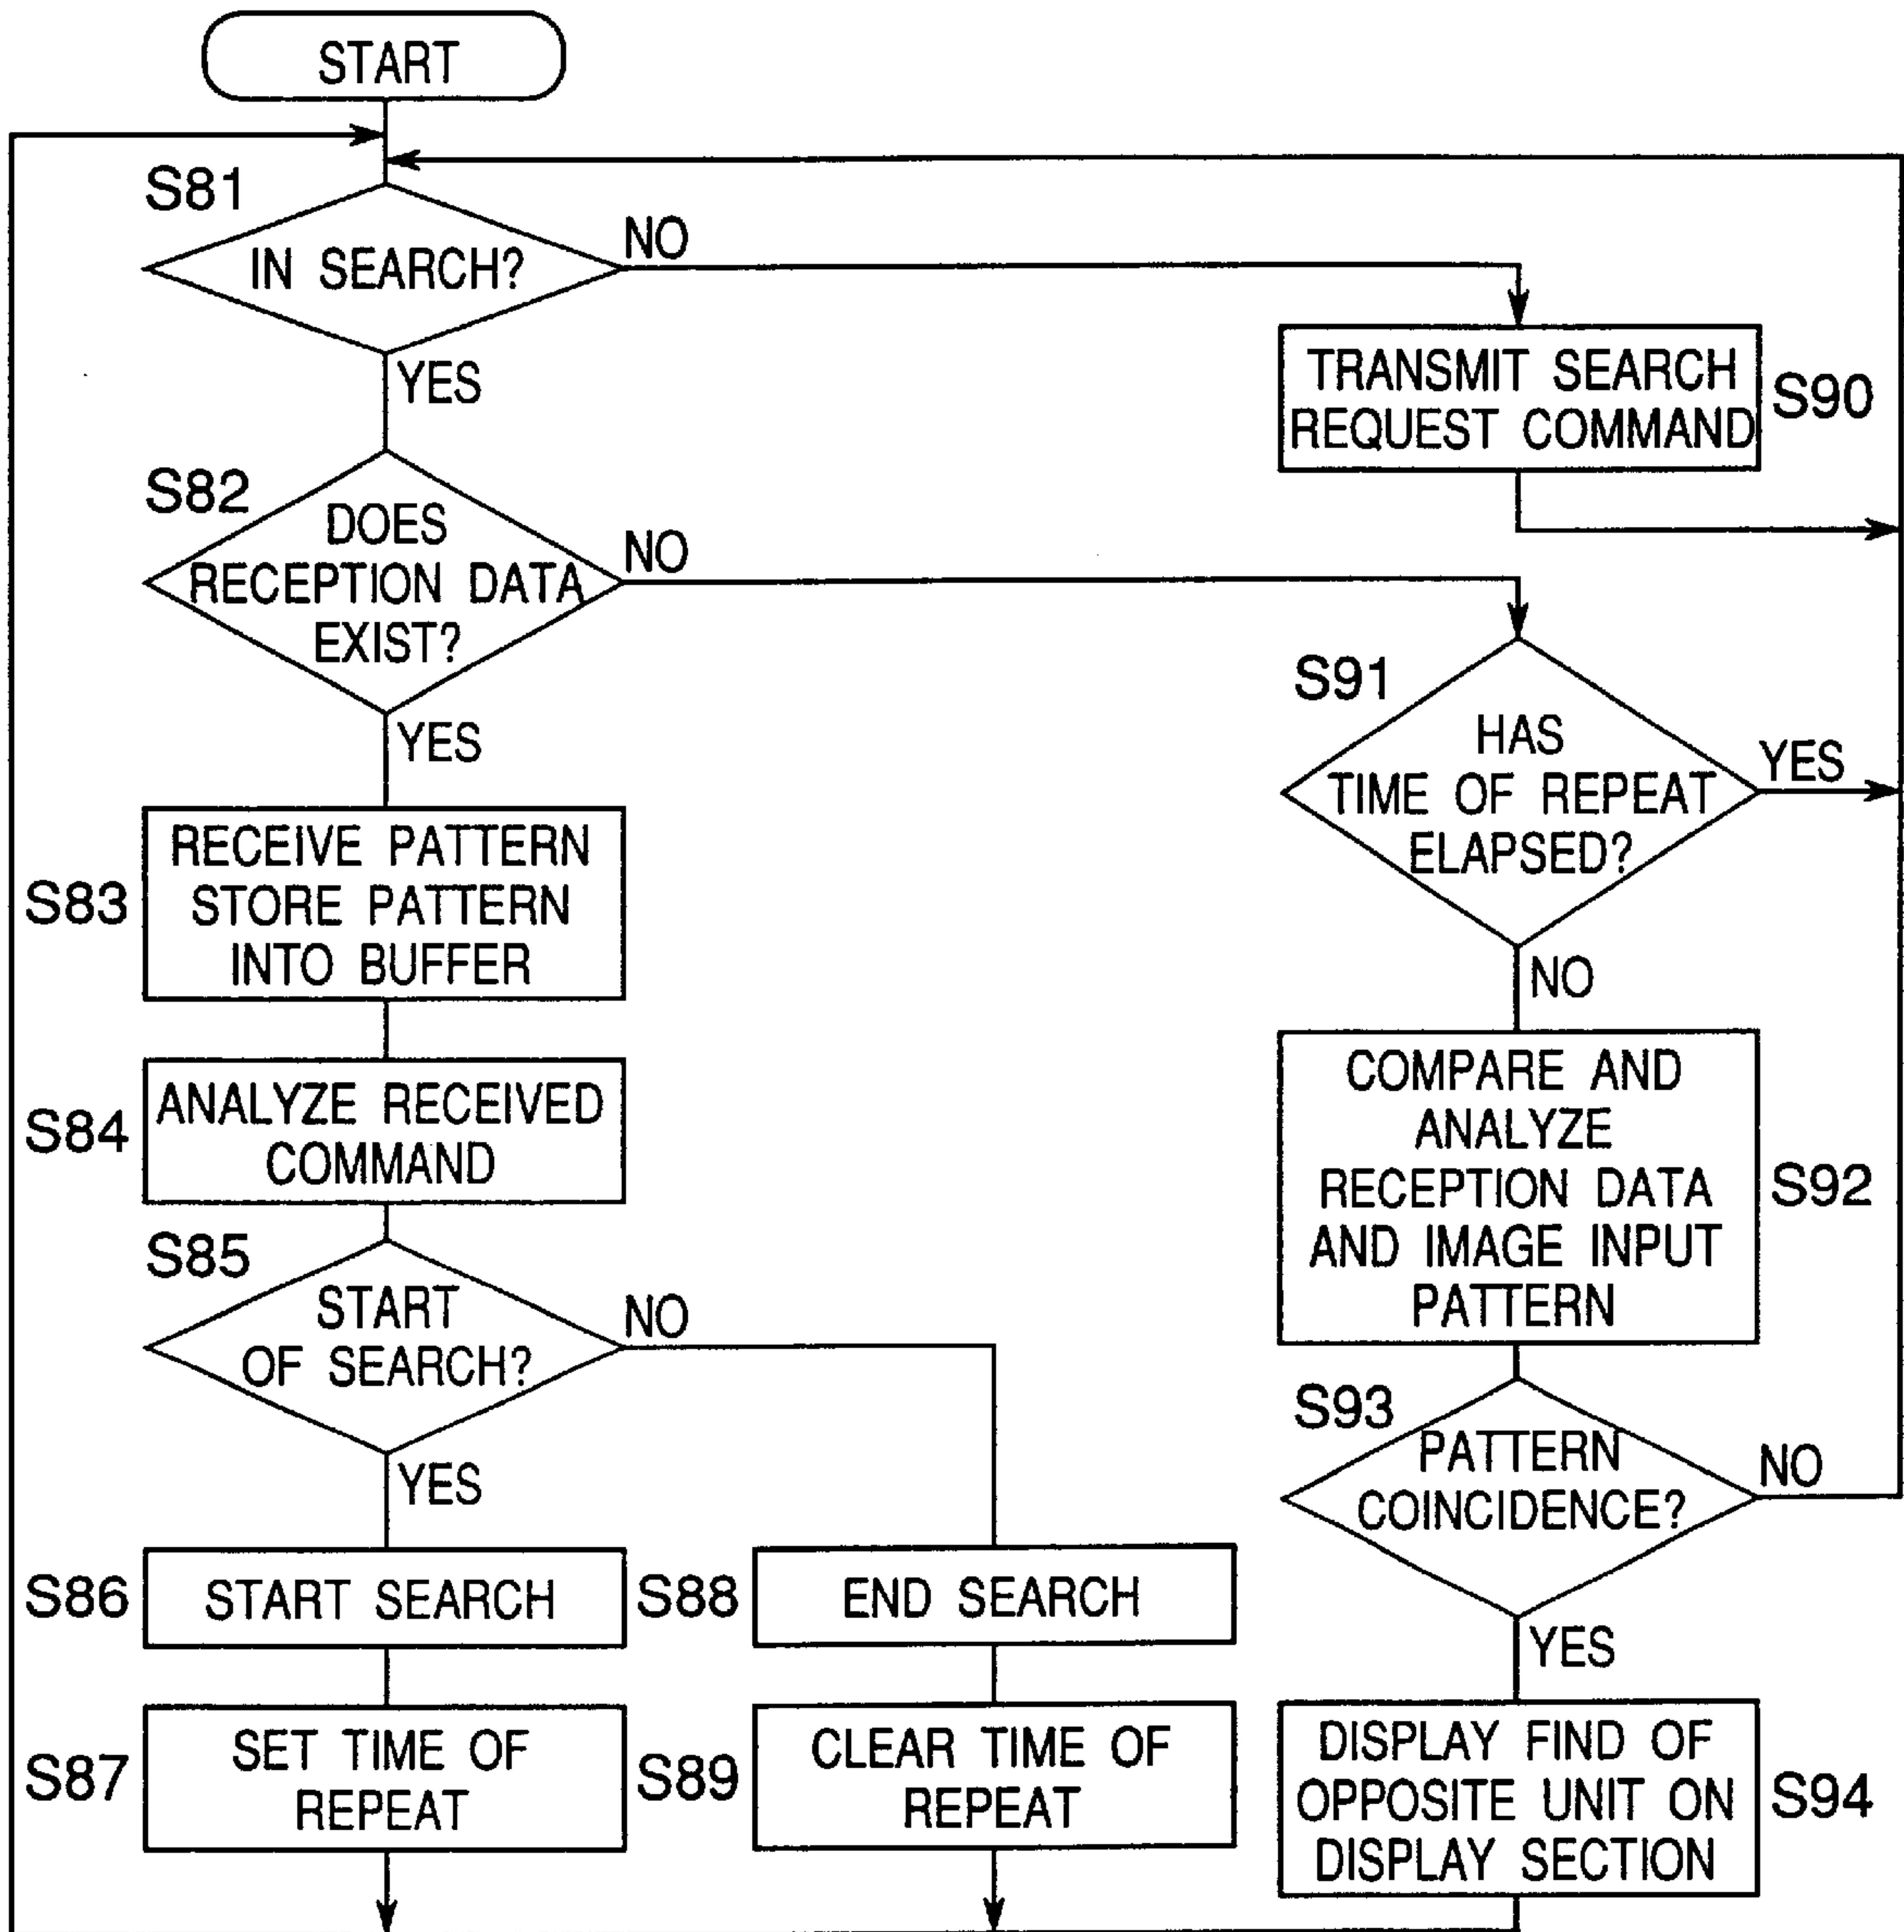 START
S81
IN SEARCH?
NO
YES
TRANSMIT SEARCH
REQUEST COMMAND
S90
S82
DOES
RECEPTION DATA
EXIST?
NO
YES
S91
HAS
TIME OF REPEAT
ELAPSED?
YES
NO
S83
RECEIVE PATTERN
STORE PATTERN
INTO BUFFER
S84
ANALYZE RECEIVED
COMMAND
COMPARE AND
ANALYZE
RECEPTION DATA
AND IMAGE INPUT
PATTERN
S92
S85
START
OF SEARCH?
NO
YES
S93
PATTERN
COINCIDENCE?
NO
YES
S86
START SEARCH
S88
END SEARCH
S87
SET TIME OF
REPEAT
S89
CLEAR TIME OF
REPEAT
DISPLAY FIND OF
OPPOSITE UNIT ON
DISPLAY SECTION
S94